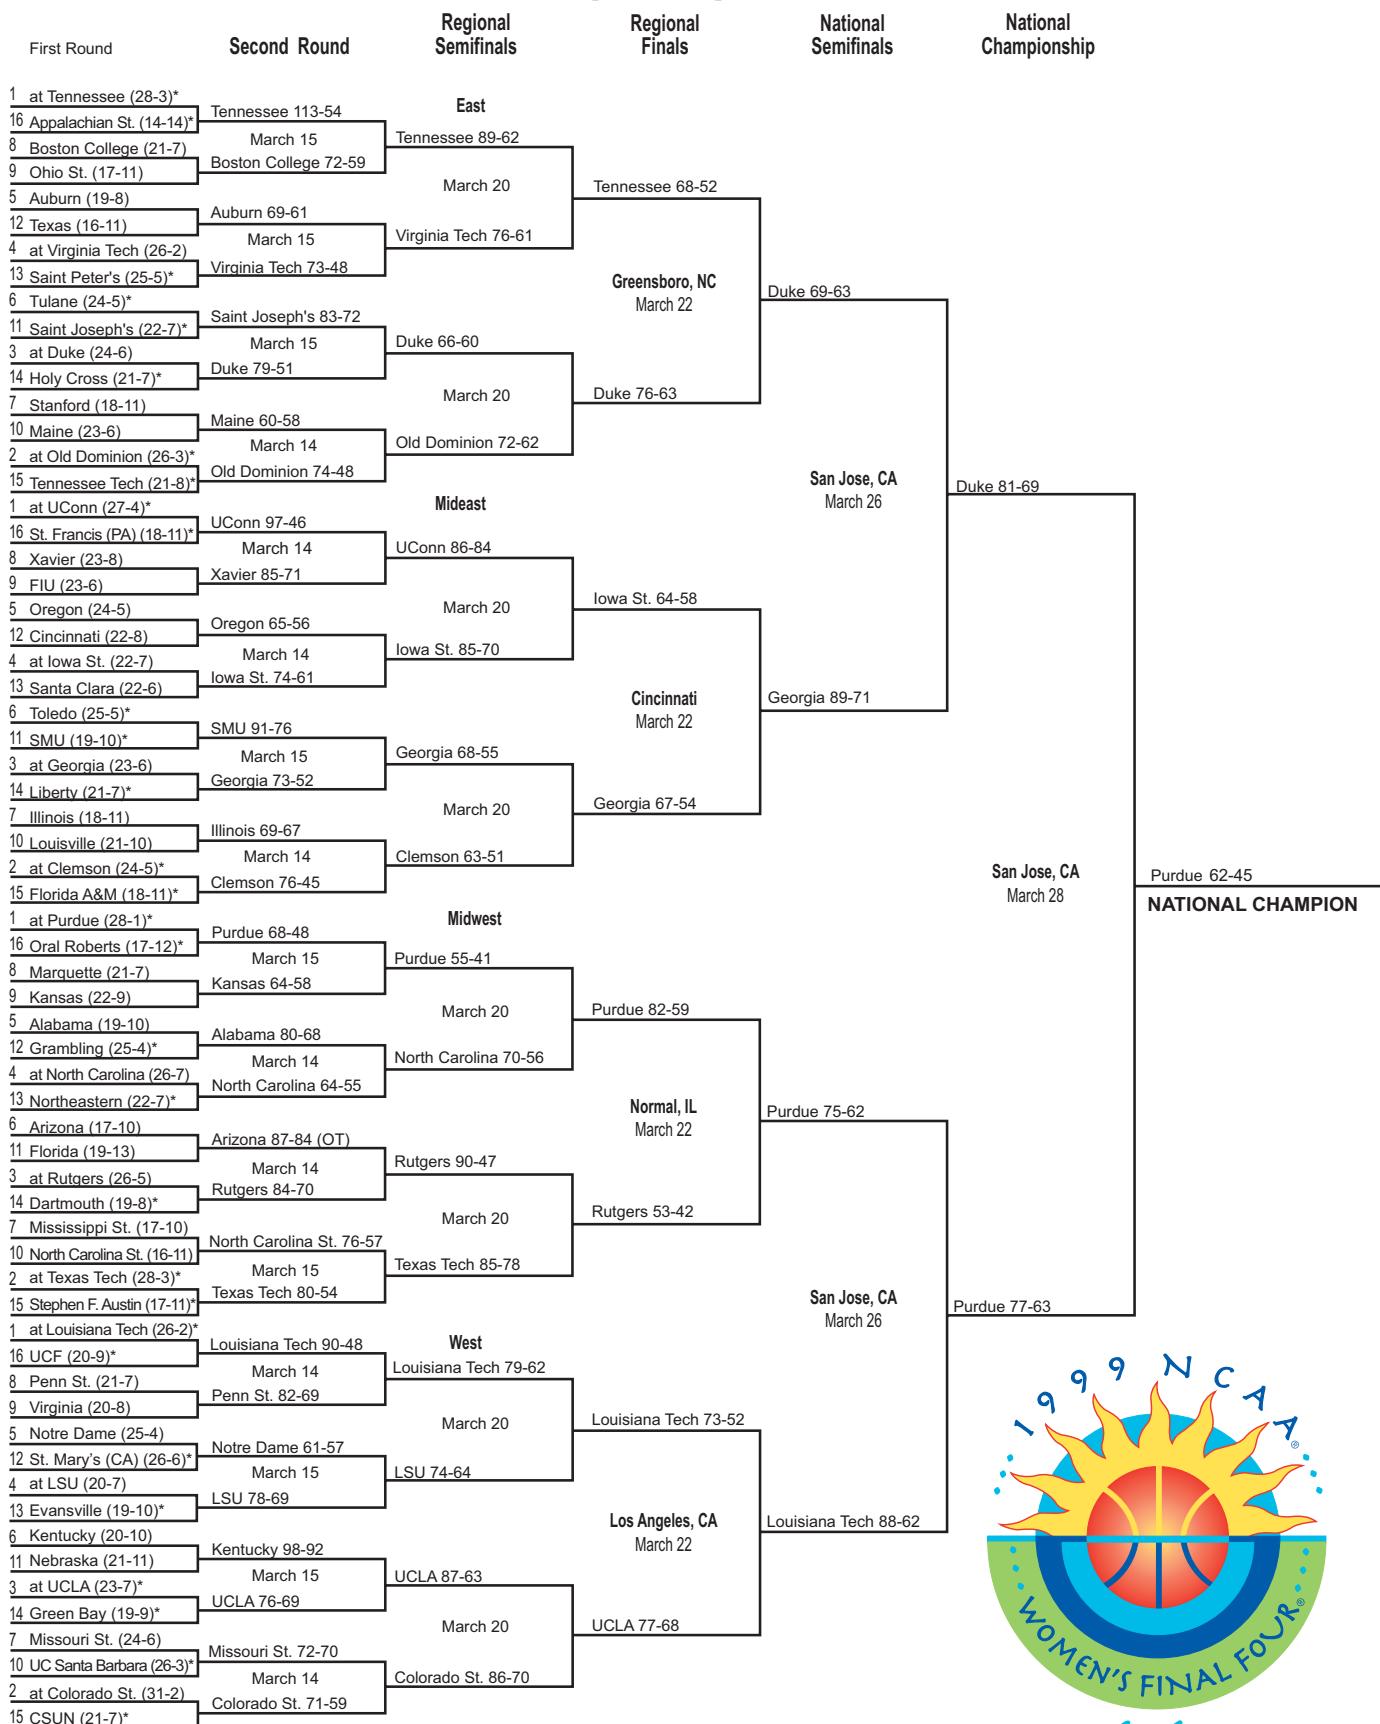 First Round
Second Round
Regional Semifinals
Regional Finals
National Semifinals
National Championship
East
1 at Tennessee (28-3)*
16 Appalachian St. (14-14)*
8 Boston College (21-7)
9 Ohio St. (17-11)
5 Auburn (19-8)
12 Texas (16-11)
4 at Virginia Tech (26-2)
13 Saint Peter's (25-5)*
6 Tulane (24-5)*
11 Saint Joseph's (22-7)*
3 at Duke (24-6)
14 Holy Cross (21-7)*
7 Stanford (18-11)
10 Maine (23-6)
2 at Old Dominion (26-3)*
15 Tennessee Tech (21-8)*
Tennessee 113-54
March 15
Boston College 72-59
Auburn 69-61
March 15
Virginia Tech 73-48
Saint Joseph's 83-72
March 15
Duke 79-51
Maine 60-58
March 14
Old Dominion 74-48
Tennessee 89-62
March 20
Virginia Tech 76-61
Duke 66-60
March 20
Old Dominion 72-62
Tennessee 68-52
Greensboro, NC
March 22
Duke 76-63
Duke 69-63
Mideast
1 at UConn (27-4)*
16 St. Francis (PA) (18-11)*
8 Xavier (23-8)
9 FIU (23-6)
5 Oregon (24-5)
12 Cincinnati (22-8)
4 at Iowa St. (22-7)
13 Santa Clara (22-6)
6 Toledo (25-5)*
11 SMU (19-10)*
3 at Georgia (23-6)
14 Liberty (21-7)*
7 Illinois (18-11)
10 Louisville (21-10)
2 at Clemson (24-5)*
15 Florida A&M (18-11)*
UConn 97-46
March 14
Xavier 85-71
Oregon 65-56
March 14
Iowa St. 74-61
SMU 91-76
March 15
Georgia 73-52
Illinois 69-67
March 14
Clemson 76-45
UConn 86-84
March 20
Iowa St. 85-70
Georgia 68-55
March 20
Clemson 63-51
Iowa St. 64-58
Cincinnati
March 22
Georgia 67-54
Georgia 89-71
San Jose, CA
March 26
Duke 81-69
Midwest
1 at Purdue (28-1)*
16 Oral Roberts (17-12)*
8 Marquette (21-7)
9 Kansas (22-9)
5 Alabama (19-10)
12 Grambling (25-4)*
4 at North Carolina (26-7)
13 Northeastern (22-7)*
6 Arizona (17-10)
11 Florida (19-13)
3 at Rutgers (26-5)
14 Dartmouth (19-8)*
7 Mississippi St. (17-10)
10 North Carolina St. (16-11)
2 at Texas Tech (28-3)*
15 Stephen F. Austin (17-11)*
Purdue 68-48
March 15
Kansas 64-58
Alabama 80-68
March 14
North Carolina 64-55
Arizona 87-84 (OT)
March 14
Rutgers 84-70
North Carolina St. 76-57
March 15
Texas Tech 80-54
Purdue 55-41
March 20
North Carolina 70-56
Rutgers 90-47
March 20
Texas Tech 85-78
Purdue 82-59
Normal, IL
March 22
Rutgers 53-42
Purdue 75-62
West
1 at Louisiana Tech (26-2)*
16 UCF (20-9)*
8 Penn St. (21-7)
9 Virginia (20-8)
5 Notre Dame (25-4)
12 St. Mary's (CA) (26-6)*
4 at LSU (20-7)
13 Evansville (19-10)*
6 Kentucky (20-10)
11 Nebraska (21-11)
3 at UCLA (23-7)*
14 Green Bay (19-9)*
7 Missouri St. (24-6)
10 UC Santa Barbara (26-3)*
2 at Colorado St. (31-2)
15 CSUN (21-7)*
Louisiana Tech 90-48
March 14
Penn St. 82-69
Notre Dame 61-57
March 15
LSU 78-69
Kentucky 98-92
March 15
UCLA 76-69
Missouri St. 72-70
March 14
Colorado St. 71-59
Louisiana Tech 79-62
March 20
LSU 74-64
UCLA 87-63
March 20
Colorado St. 86-70
Louisiana Tech 73-52
Los Angeles, CA
March 22
UCLA 77-68
Louisiana Tech 88-62
San Jose, CA
March 26
Purdue 77-63
San Jose, CA
March 28
Purdue 62-45
NATIONAL CHAMPION
1999 NCAA®
WOMEN'S FINAL FOUR®